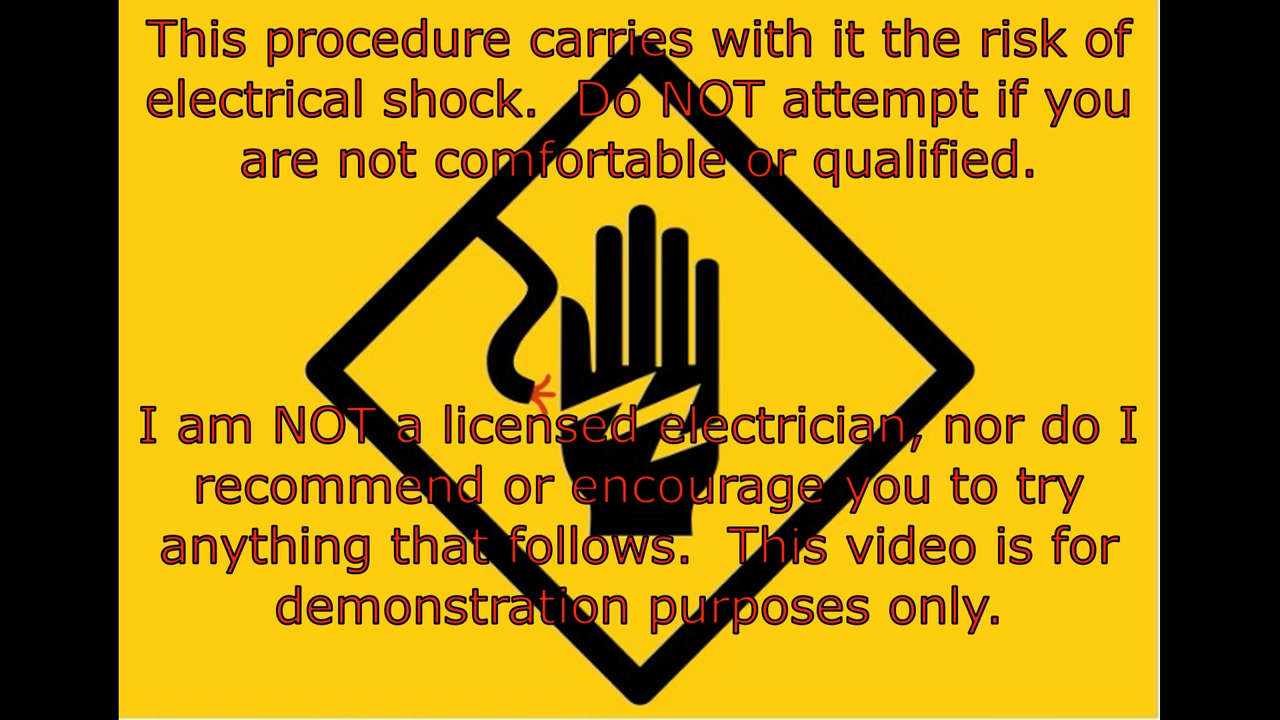 This procedure carries with it the risk of
electrical shock.  Do NOT attempt if you
are not comfortable or qualified.
I am NOT a licensed electrician, nor do I
recommend or encourage you to try
anything that follows.  This video is for
demonstration purposes only.